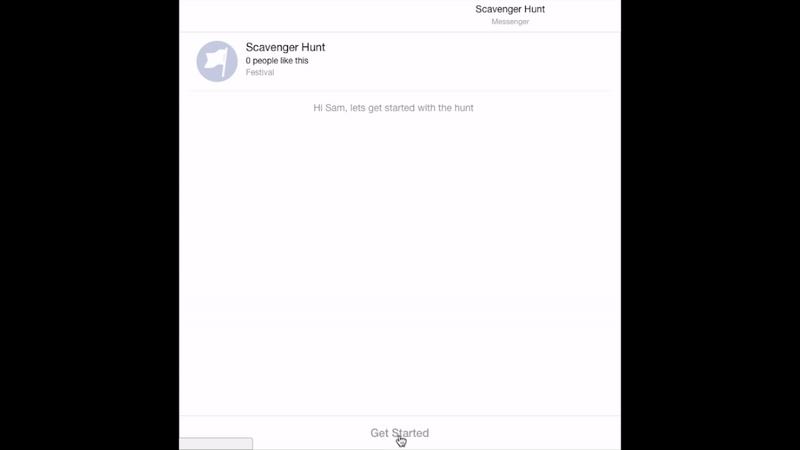 Scavenger Hunt
Messenger
Scavenger Hunt
0 people like this
Festival
Hi Sam, lets get started with the hunt
Get Started